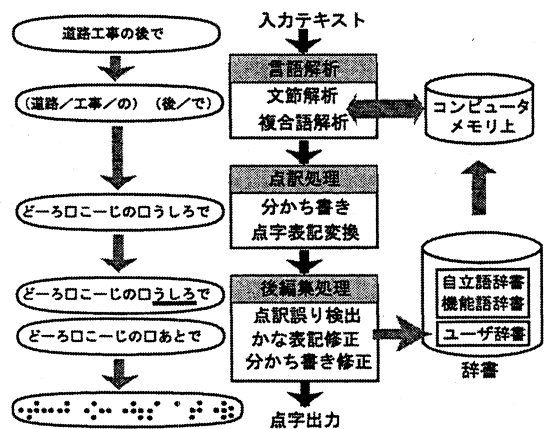 道路工事の後で
(道路/工事/の) (後/で)
どーろ□こーじの□うしろで
どーろ□こーじの□うしろで
どーろ□こーじの□あとで
入力テキスト
言語解析
文節解析
複合語解析
点訳処理
分かち書き
点字表記変換
後編集処理
点訳誤り検出
かな表記修正
分かち書き修正
点字出力
コンピュータ
メモリ上
自立語辞書
機能語辞書
ユーザ辞書
辞書